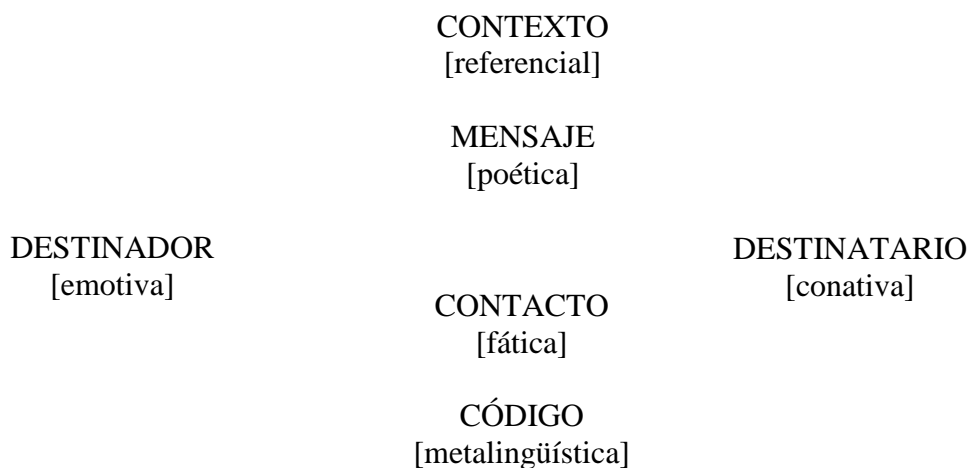 CONTEXTO
[referencial]
MENSAJE
[poética]
DESTINADOR
[emotiva]
DESTINATARIO
[conativa]
CONTACTO
[fática]
CÓDIGO
[metalingüística]